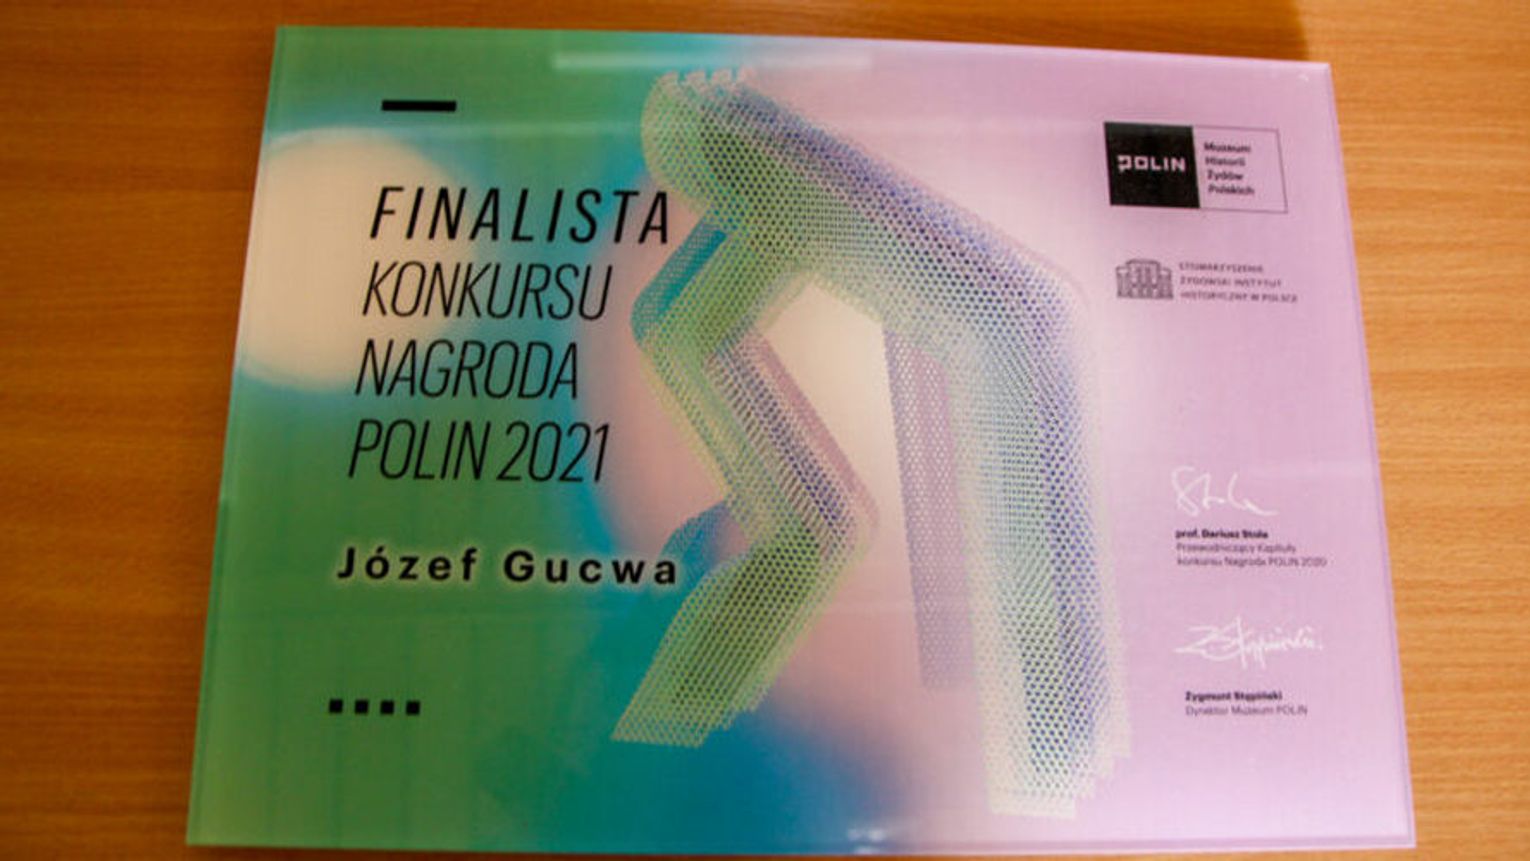 FINALISTA
KONKURSU
NAGRODA
POLIN 2021
Józef Gucwa
POLIN
Muzeum
Historii
Żydów
Polskich
STOWARZYSZENIE
ŻYDOWSKI INSTYTUT
HISTORYCZNY W POLSCE
prof. Dariusz Stola
Przewodniczący Kapituły
konkursu Nagroda POLIN 2020
Zygmunt Stępiński
Dyrektor Muzeum POLIN